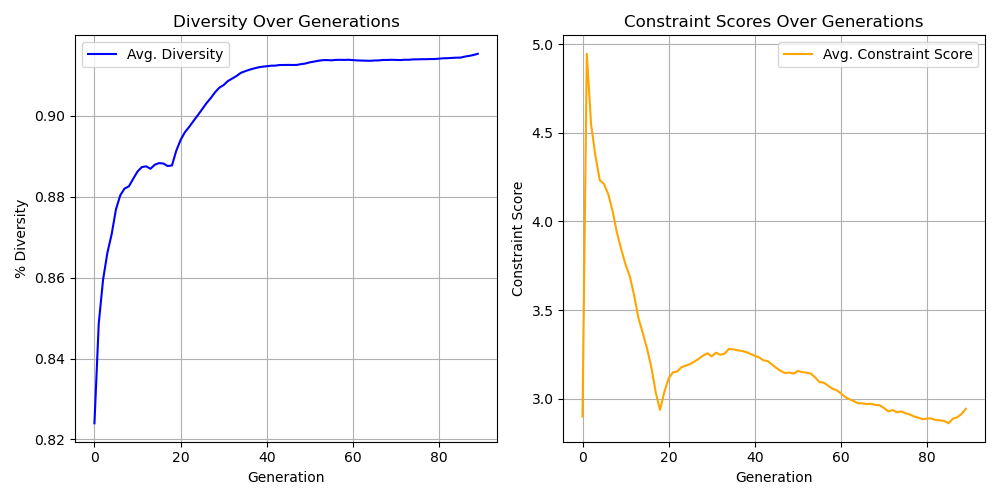 Diversity Over Generations
Avg. Diversity
0.90
0.88
0.86
0.84
0.82
% Diversity
0 20 40 60 80
Generation
Constraint Scores Over Generations
Avg. Constraint Score
5.0
4.5
4.0
3.5
3.0
Constraint Score
0 20 40 60 80
Generation